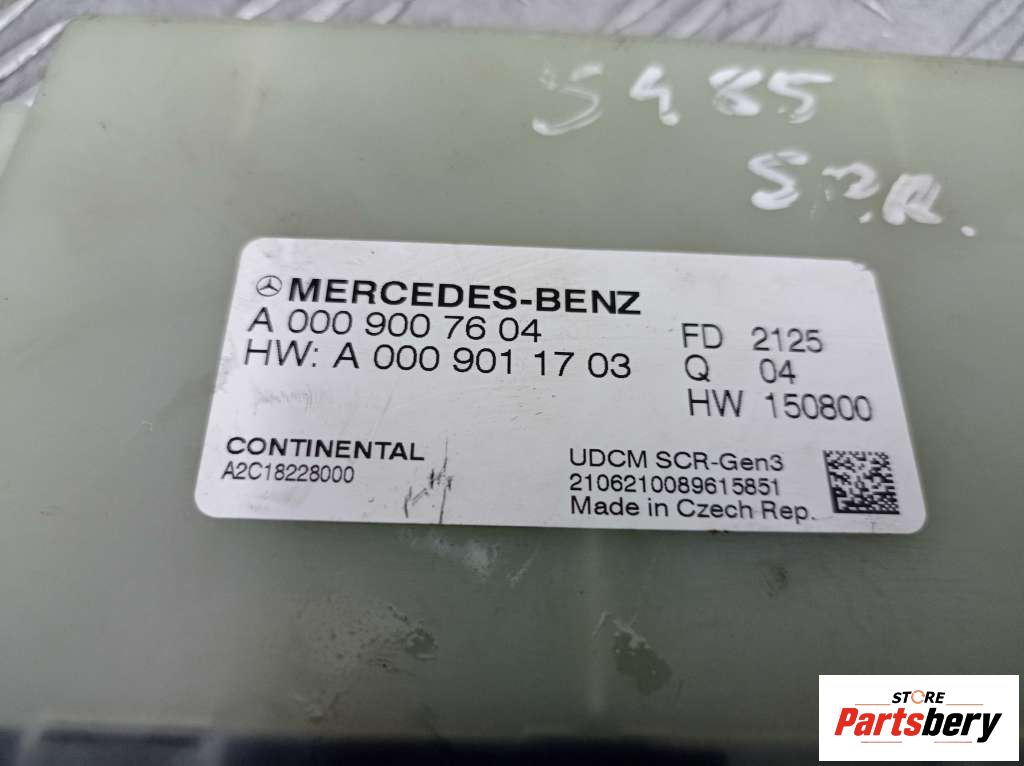 5485
SPR.
MERCEDES-BENZ
A 000 900 76 04
HW: A 000 901 17 03
FD 2125
Q 04
HW 150800
CONTINENTAL
A2C18228000
UDCM SCR-Gen3
2106210089615851
Made in Czech Rep.
STORE
Partsbery